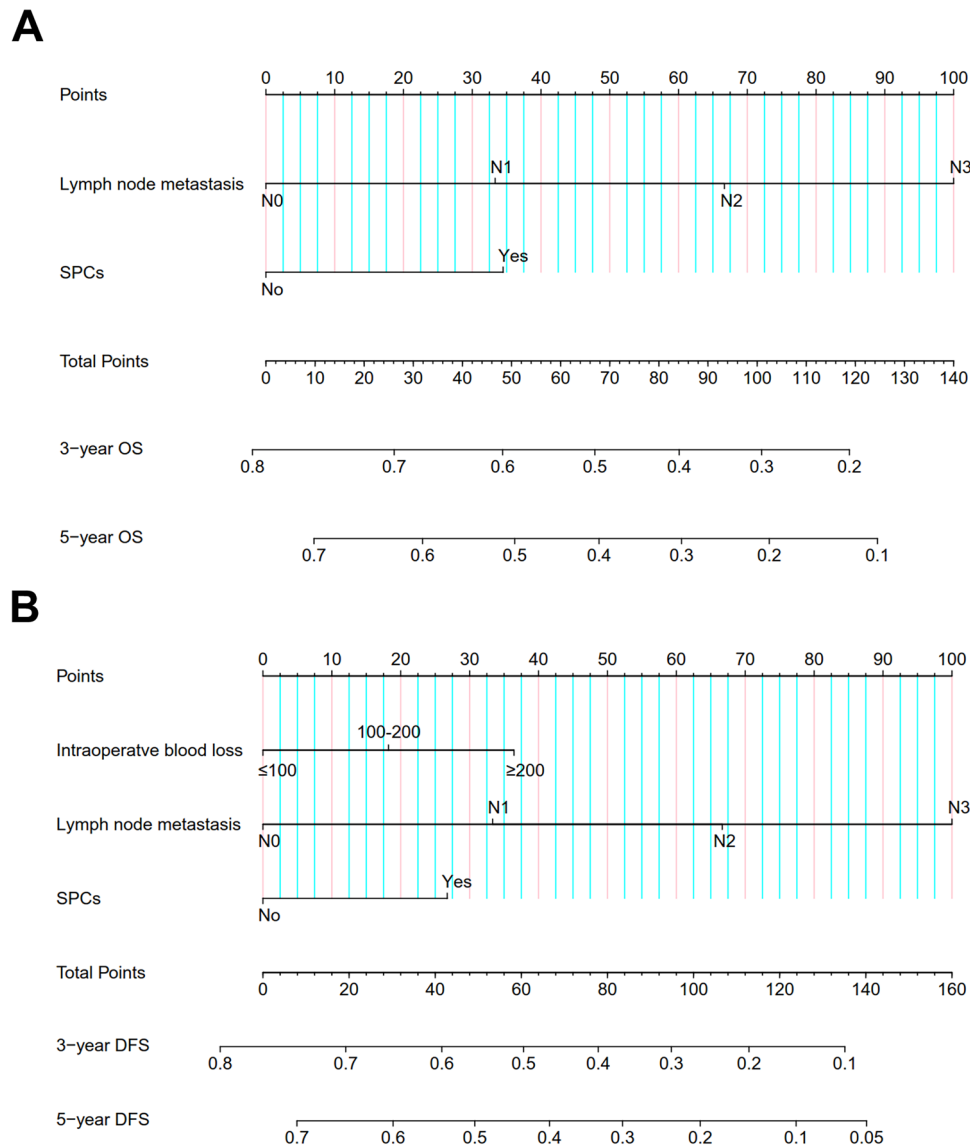 A
0 10 20 30 40 50 60 70 80 90 100
Points
N1 N3
Lymph node metastasis
N0 N2
Yes
SPCs
No
Total Points
0 10 20 30 40 50 60 70 80 90 100 110 120 130 140
3−year OS
0.8 0.7 0.6 0.5 0.4 0.3 0.2
5−year OS
0.7 0.6 0.5 0.4 0.3 0.2 0.1
B
0 10 20 30 40 50 60 70 80 90 100
Points
100-200
Intraoperatve blood loss
≤100 ≥200
N1 N3
Lymph node metastasis
N0 N2
Yes
SPCs
No
Total Points
0 20 40 60 80 100 120 140 160
3−year DFS
0.8 0.7 0.6 0.5 0.4 0.3 0.2 0.1
5−year DFS
0.7 0.6 0.5 0.4 0.3 0.2 0.1 0.05